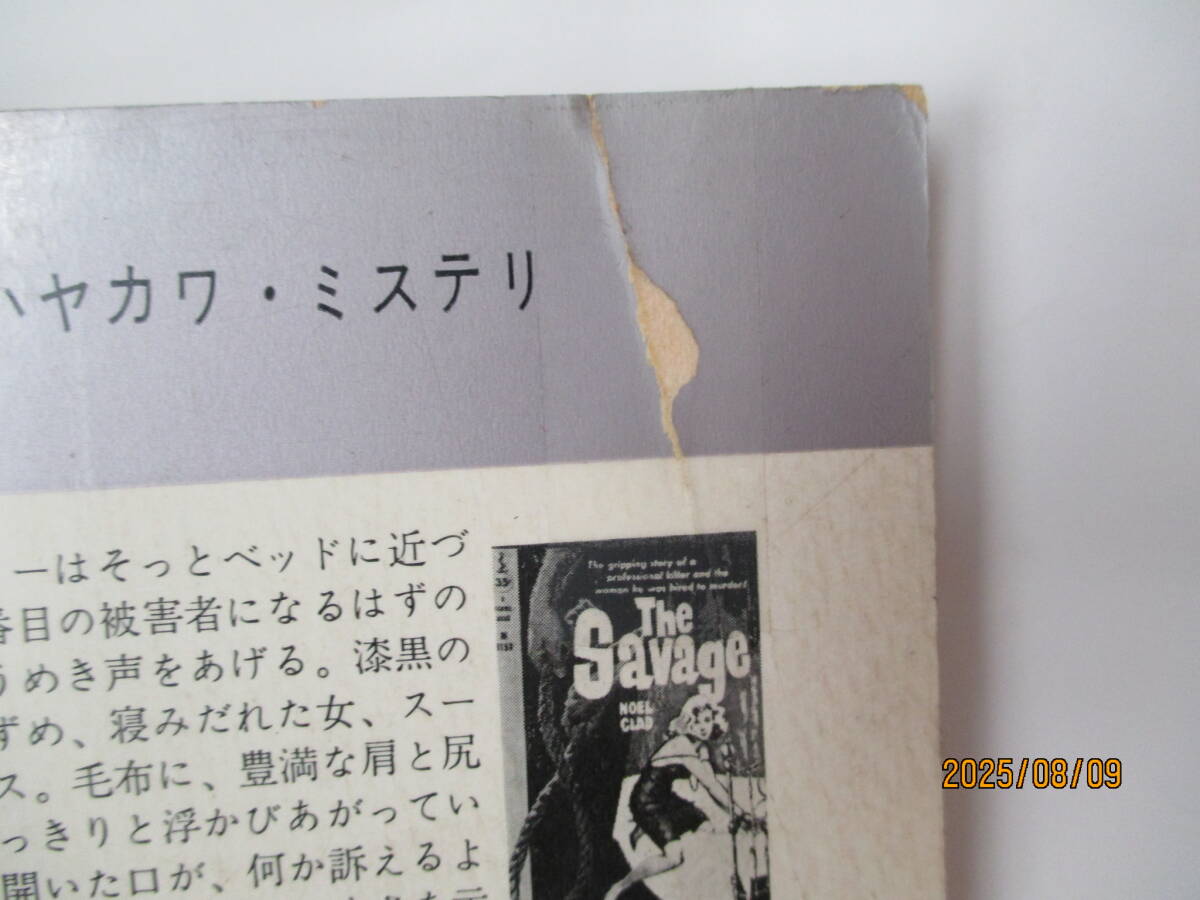 ハヤカワ・ミステリ
ーはそっとベッドに近づ
番目の被害者になるはずの
うめき声をあげる。漆黒の
ずめ、寝みだれた女、スー
ス。毛布に、豊満な肩と尻
っきりと浮かびあがってい
開いた口が、何か訴えるよ
35¢
The gripping story of a
professional killer and the
woman he was hired to murder!
The
Savage
NOEL
CLAD
2025/08/09